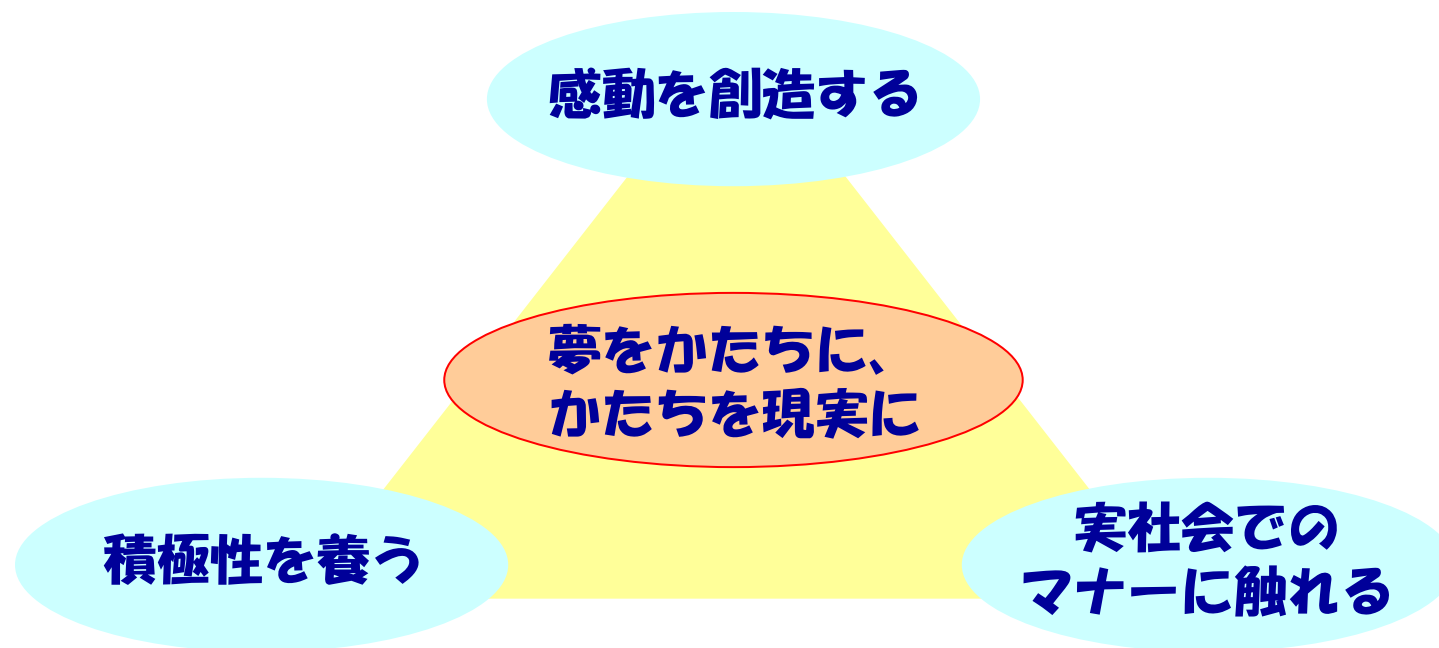 感動を創造する
夢をかたちに、
かたちを現実に
積極性を養う
実社会での
マナーに触れる